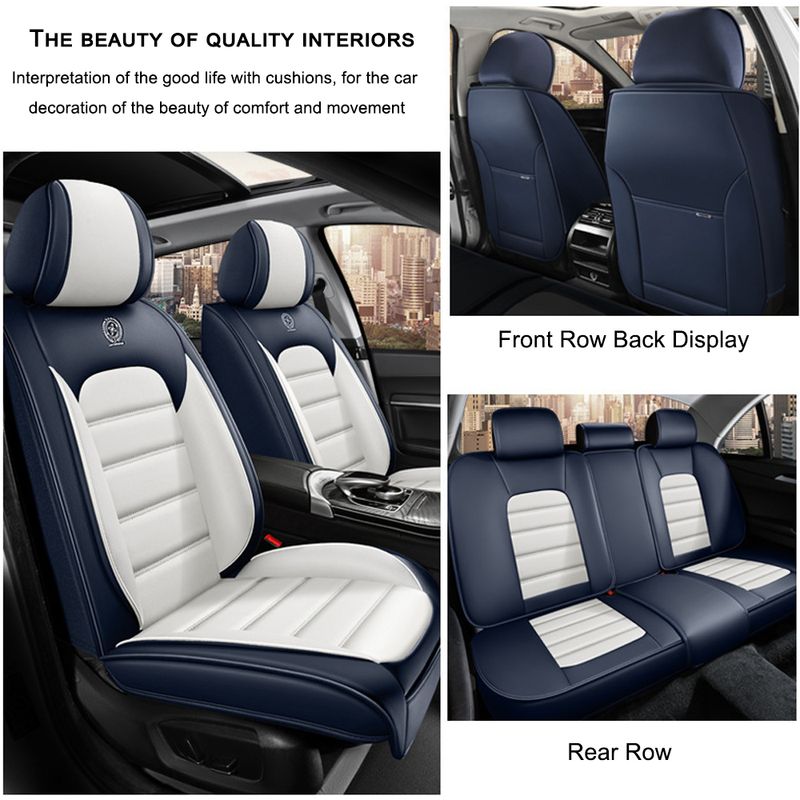 THE BEAUTY OF QUALITY INTERIORS
Interpretation of the good life with cushions, for the car
decoration of the beauty of comfort and movement
Front Row Back Display
Rear Row